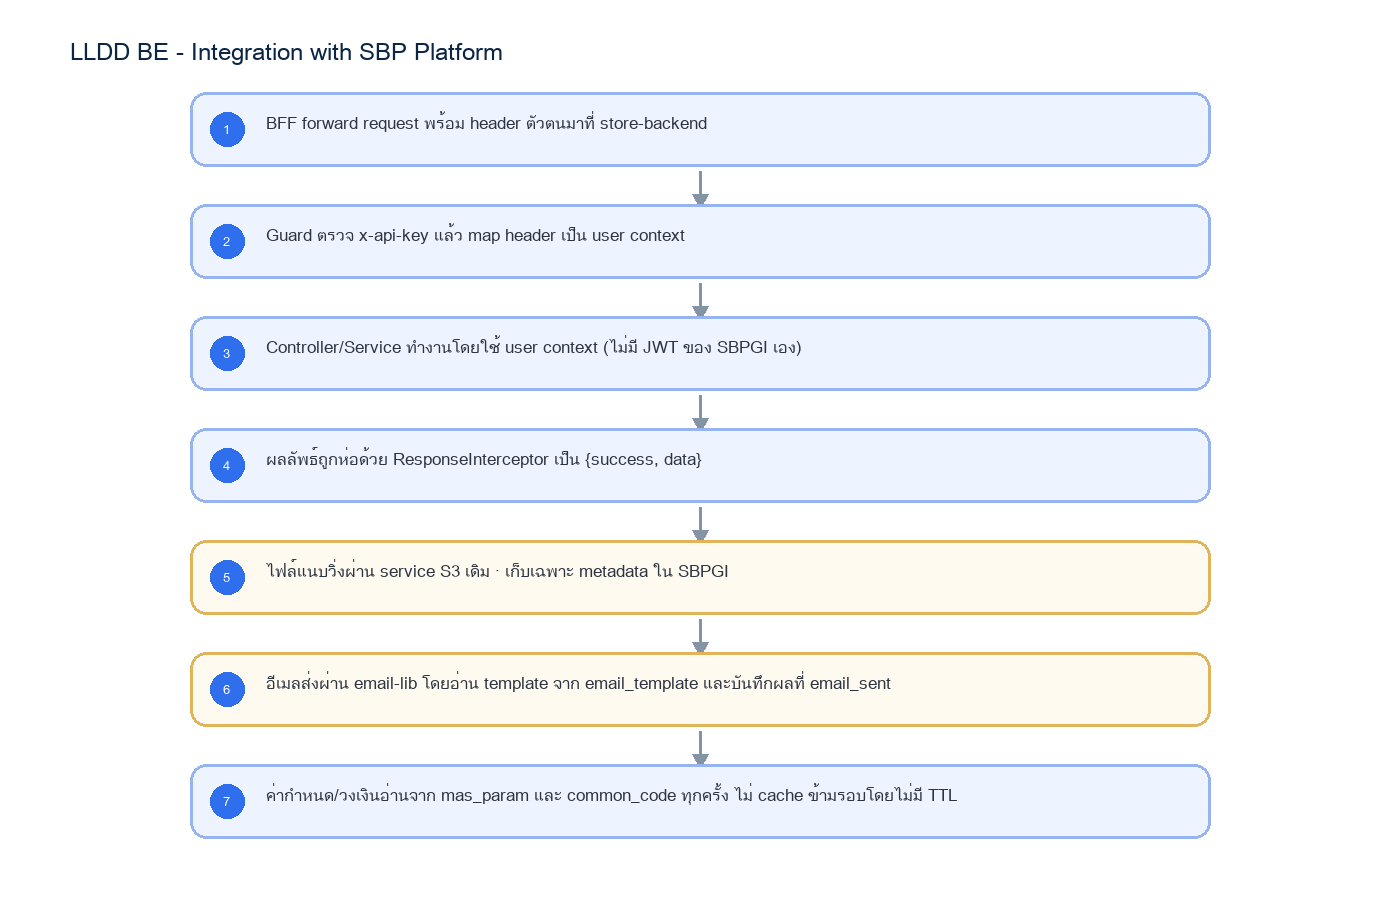 LLDD BE - Integration with SBP Platform
1 BFF forward request พร้อม header ตัวตนมาที่ store-backend
2 Guard ตรวจ x-api-key แล้ว map header เป็น user context
3 Controller/Service ทำงานโดยใช้ user context (ไม่มี JWT ของ SBPGI เอง)
4 ผลลัพธ์ถูกห่อด้วย ResponseInterceptor เป็น {success, data}
5 ไฟล์แนบวิ่งผ่าน service S3 เดิม · เก็บเฉพาะ metadata ใน SBPGI
6 อีเมลส่งผ่าน email-lib โดยอ่าน template จาก email_template และบันทึกผลที่ email_sent
7 ค่ากำหนด/วงเงินอ่านจาก mas_param และ common_code ทุกครั้ง ไม่ cache ข้ามรอบโดยไม่มี TTL